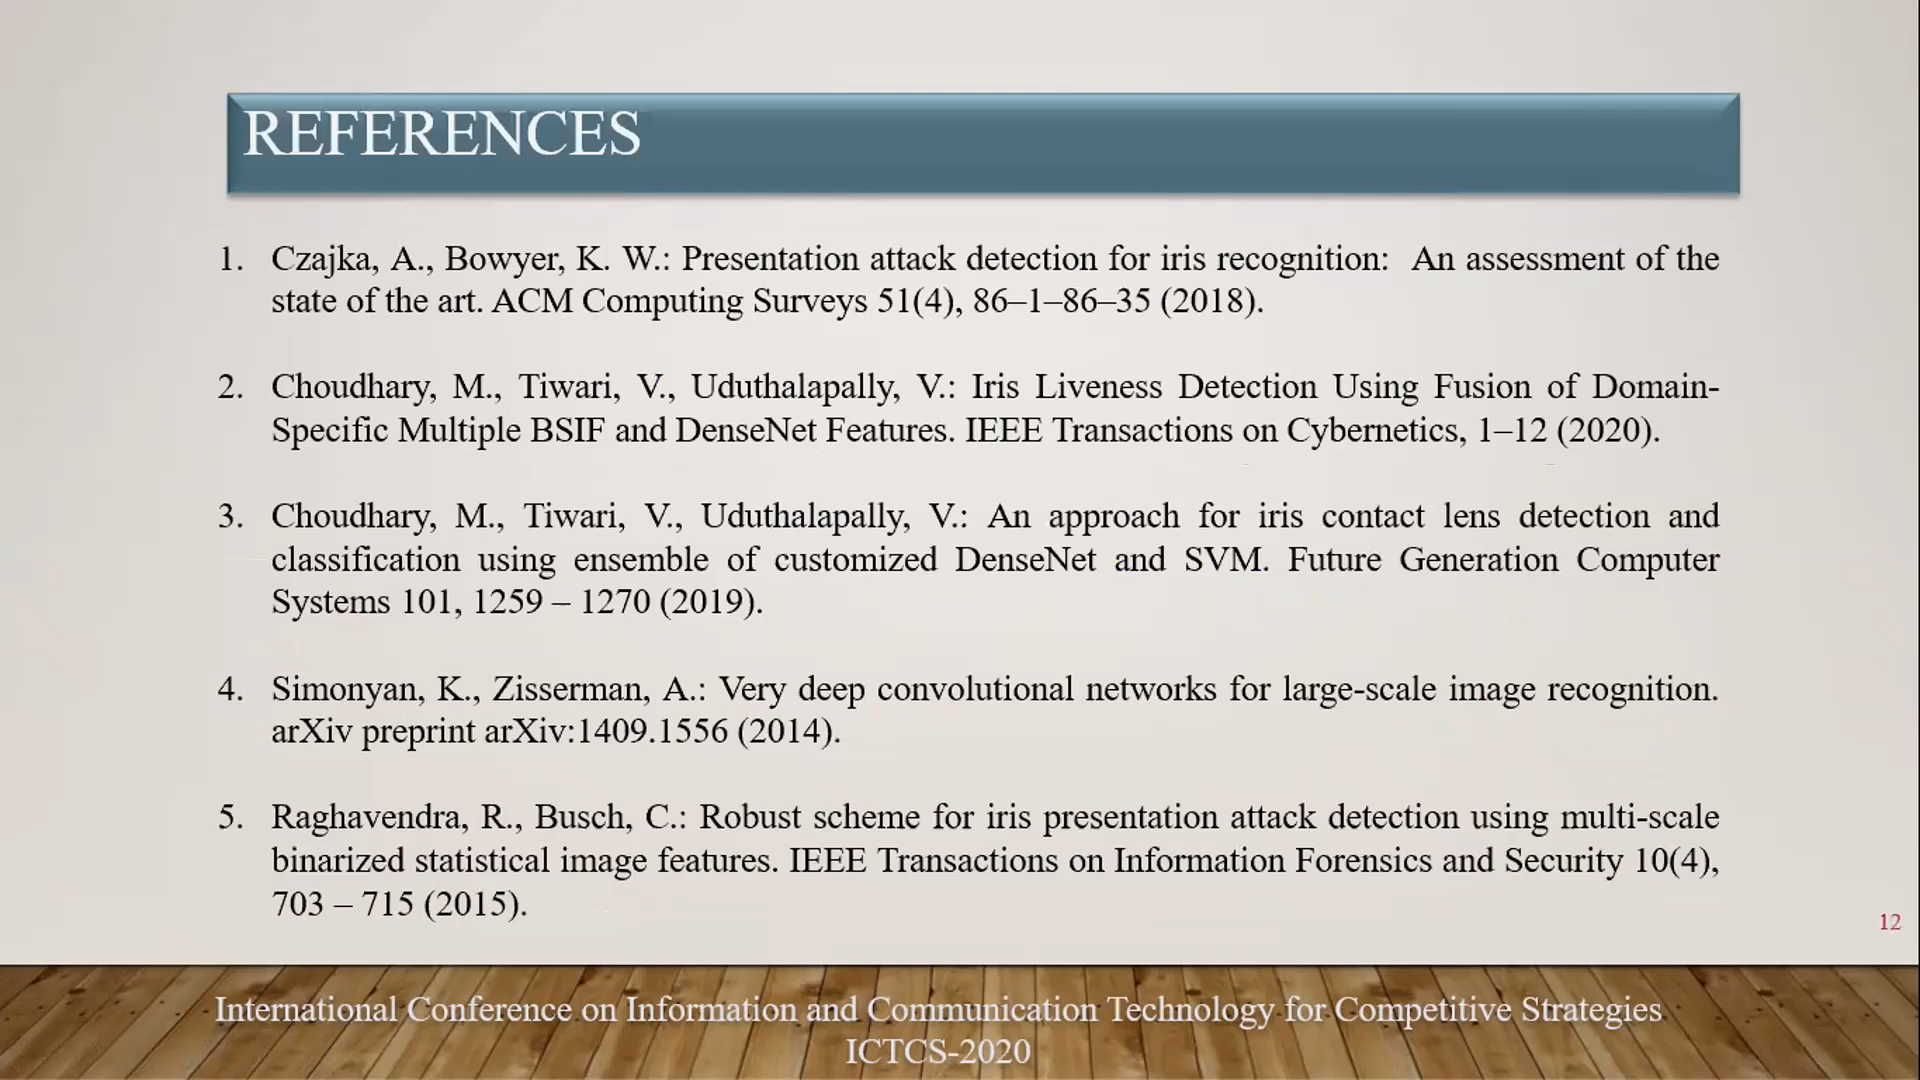 REFERENCES
1. Czajka, A., Bowyer, K. W.: Presentation attack detection for iris recognition: An assessment of the
state of the art. ACM Computing Surveys 51(4), 86–1–86–35 (2018).
2. Choudhary, M., Tiwari, V., Uduthalapally, V.: Iris Liveness Detection Using Fusion of Domain-
Specific Multiple BSIF and DenseNet Features. IEEE Transactions on Cybernetics, 1–12 (2020).
3. Choudhary, M., Tiwari, V., Uduthalapally, V.: An approach for iris contact lens detection and
classification using ensemble of customized DenseNet and SVM. Future Generation Computer
Systems 101, 1259 – 1270 (2019).
4. Simonyan, K., Zisserman, A.: Very deep convolutional networks for large-scale image recognition.
arXiv preprint arXiv:1409.1556 (2014).
5. Raghavendra, R., Busch, C.: Robust scheme for iris presentation attack detection using multi-scale
binarized statistical image features. IEEE Transactions on Information Forensics and Security 10(4),
703 – 715 (2015).
12
International Conference on Information and Communication Technology for Competitive Strategies
ICTCS-2020